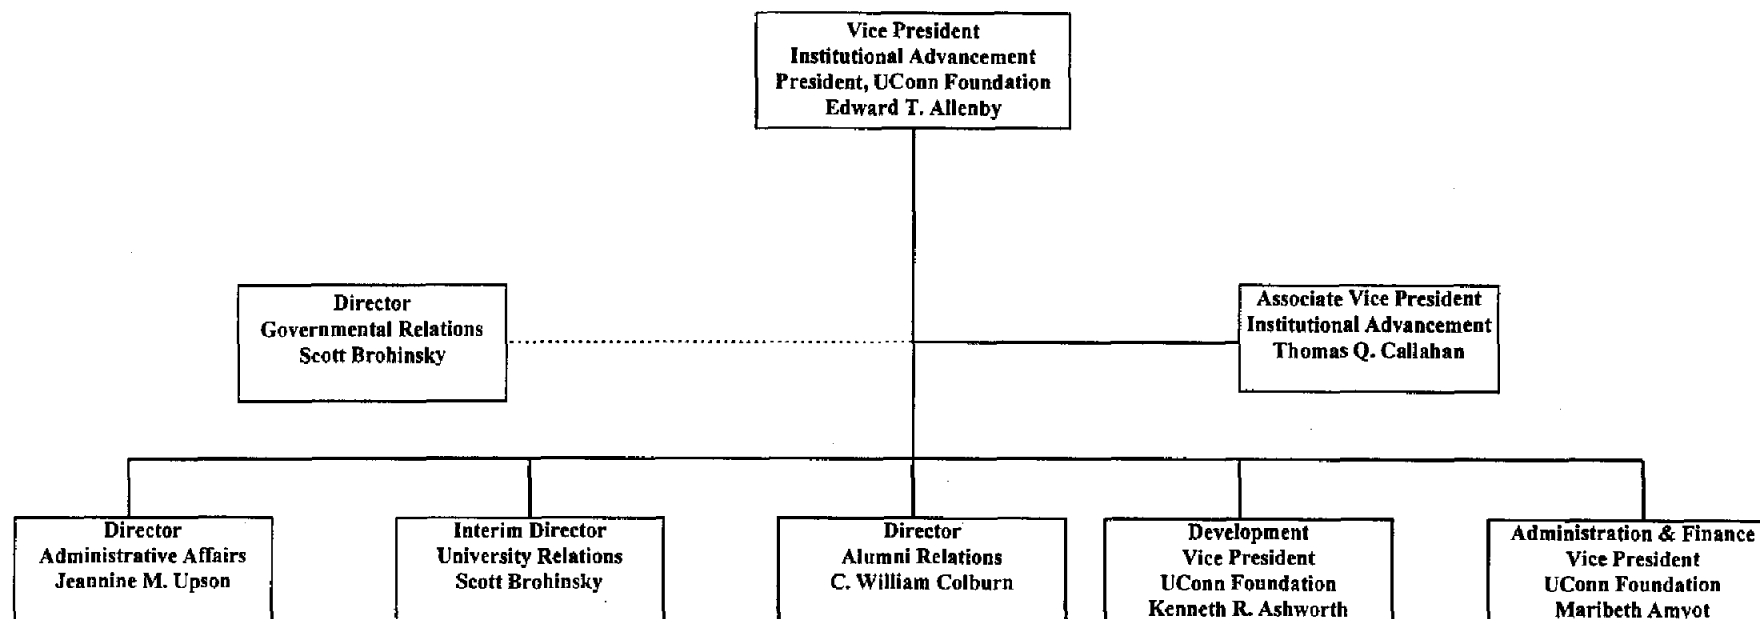 Vice President
Institutional Advancement
President, UConn Foundation
Edward T. Allenby
Director
Governmental Relations
Scott Brohinsky
Associate Vice President
Institutional Advancement
Thomas Q. Callahan
Director
Administrative Affairs
Jeannine M. Upson
Interim Director
University Relations
Scott Brohinsky
Director
Alumni Relations
C. William Colburn
Development
Vice President
UConn Foundation
Kenneth R. Ashworth
Administration & Finance
Vice President
UConn Foundation
Maribeth Amyot